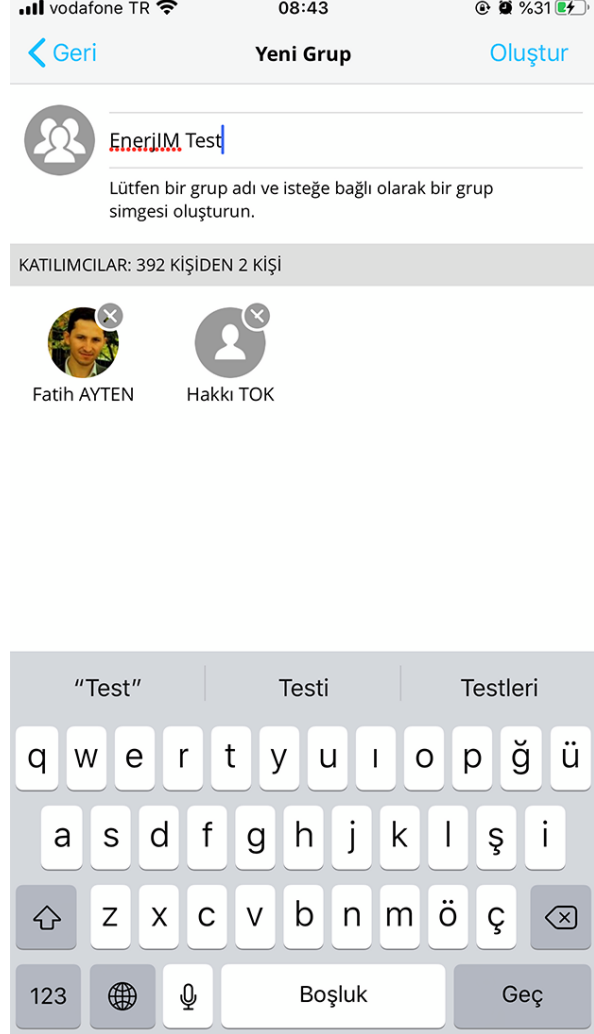 vodafone TR 08:43 %31
Geri Yeni Grup Oluştur
EnerjIM Test
Lütfen bir grup adı ve isteğe bağlı olarak bir grup
simgesi oluşturun.
KATILIMCILAR: 392 KİŞİDEN 2 KİŞİ
Fatih AYTEN Hakkı TOK
“Test” Testi Testleri
q w e r t y u ı o p ğ ü
a s d f g h j k l ş i
z x c v b n m ö ç
123 Boşluk Geç